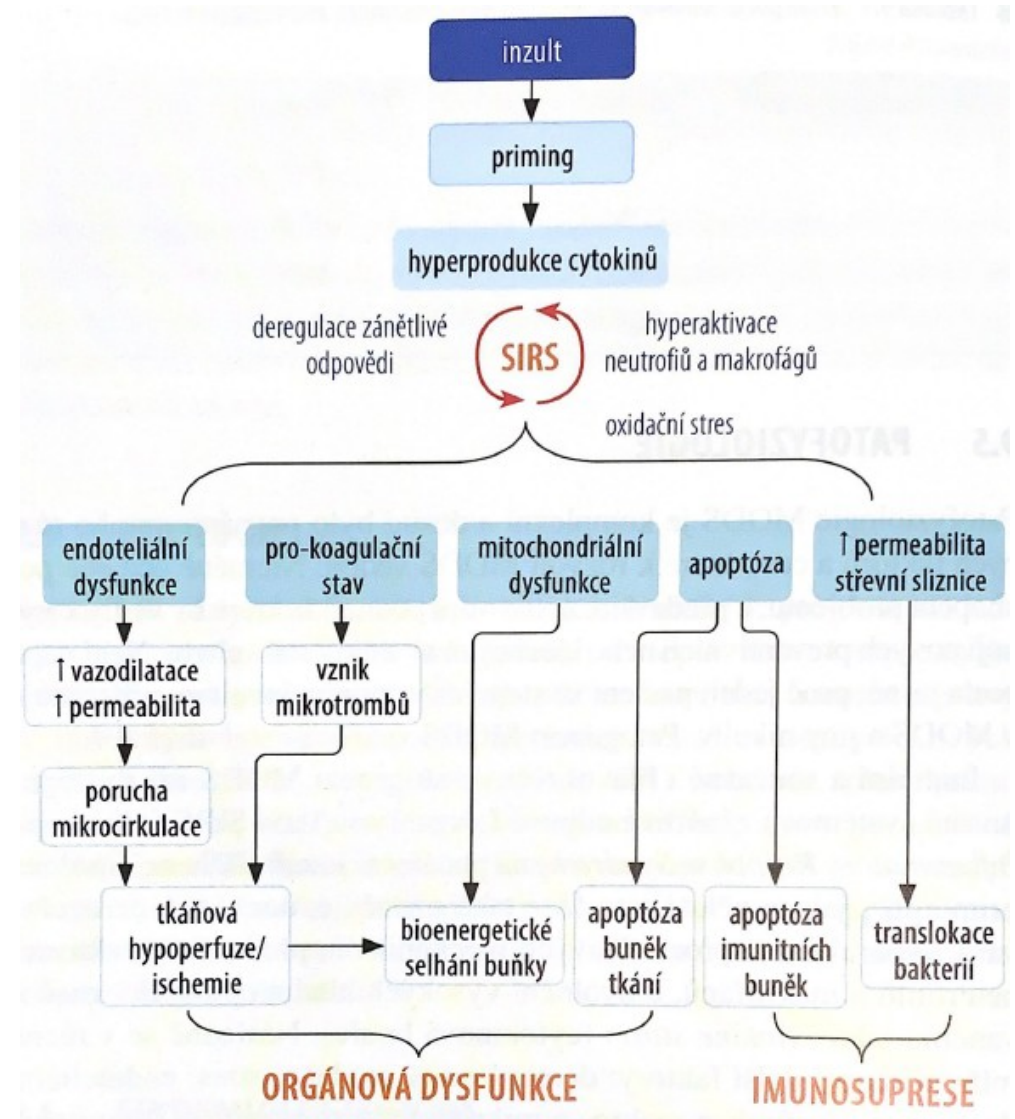 inzult
priming
hyperprodukce cytokinů
deregulace zánětlivé
odpovědi
SIRS
hyperaktivace
neutrofiů a makrofágů
oxidační stres
endoteliální
dysfunkce
pro-koagulační
stav
mitochondriální
dysfunkce
apoptóza
↑ permeabilita
střevní sliznice
↑ vazodilatace
↑ permeabilita
vznik
mikrotrombů
porucha
mikrocirkulace
tkáňová
hypoperfuze/
ischemie
bioenergetické
selhání buňky
apoptóza
buněk
tkání
apoptóza
imunitních
buněk
translokace
bakterií
ORGÁNOVÁ DYSFUNKCE
IMUNOSUPRESE